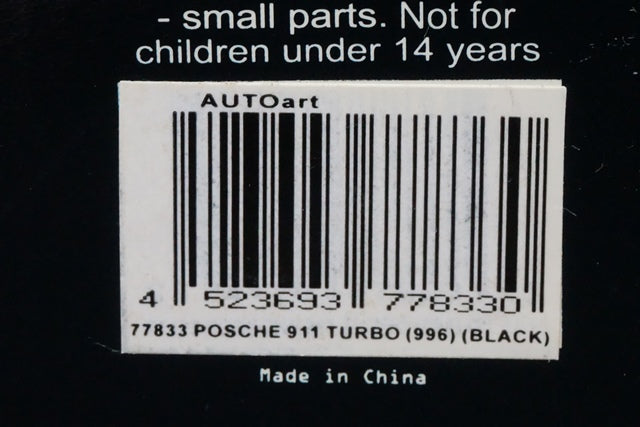 - small parts. Not for
children under 14 years
AUTOart
4 523693 778330
77833 POSCHE 911 TURBO (996) (BLACK)
Made in China